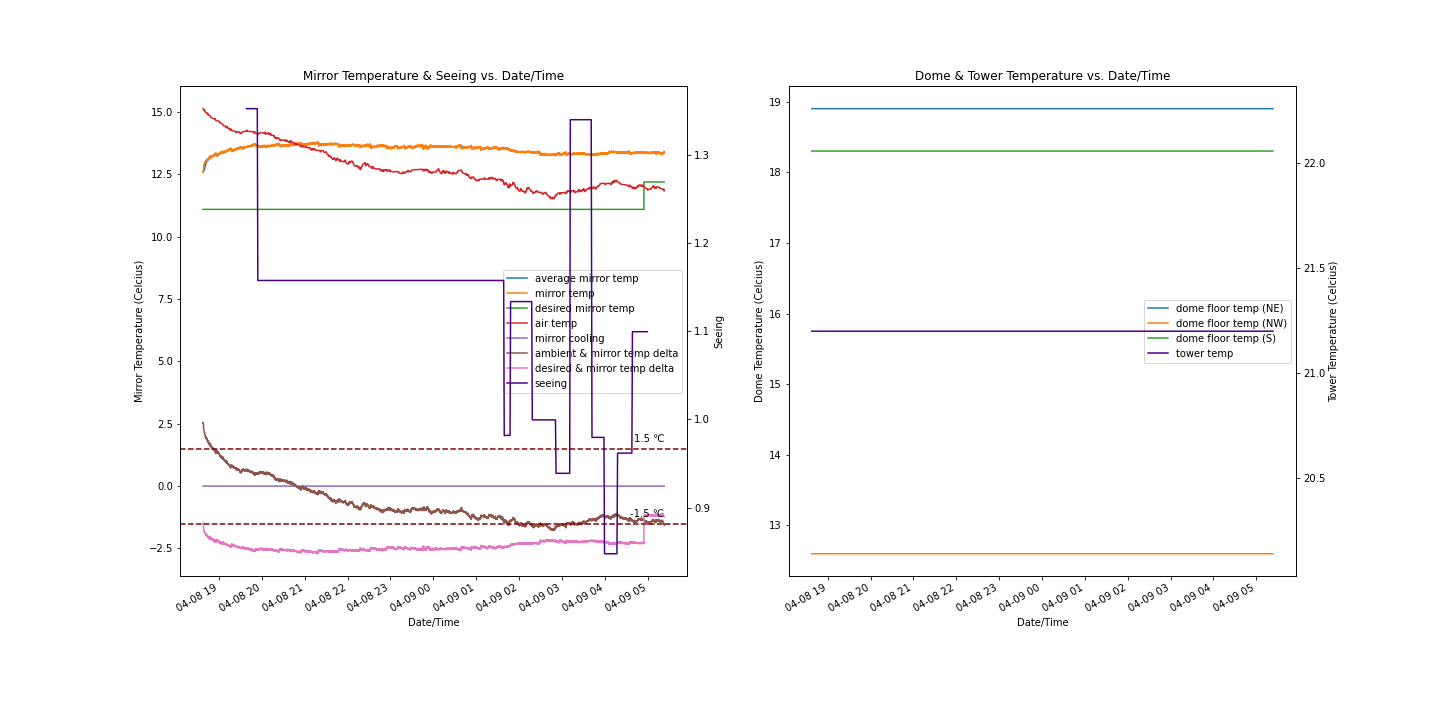 Mirror Temperature & Seeing vs. Date/Time
Mirror Temperature (Celcius)
15.0
12.5
10.0
7.5
5.0
2.5
0.0
−2.5
1.3
1.2
1.1
1.0
0.9
Seeing
average mirror temp
mirror temp
desired mirror temp
air temp
mirror cooling
ambient & mirror temp delta
desired & mirror temp delta
seeing
1.5 °C
-1.5 °C
04-08 19
04-08 20
04-08 21
04-08 22
04-08 23
04-09 00
04-09 01
04-09 02
04-09 03
04-09 04
04-09 05
Date/Time
Dome & Tower Temperature vs. Date/Time
Dome Temperature (Celcius)
19
18
17
16
15
14
13
22.0
21.5
21.0
20.5
Tower Temperature (Celcius)
dome floor temp (NE)
dome floor temp (NW)
dome floor temp (S)
tower temp
04-08 19
04-08 20
04-08 21
04-08 22
04-08 23
04-09 00
04-09 01
04-09 02
04-09 03
04-09 04
04-09 05
Date/Time